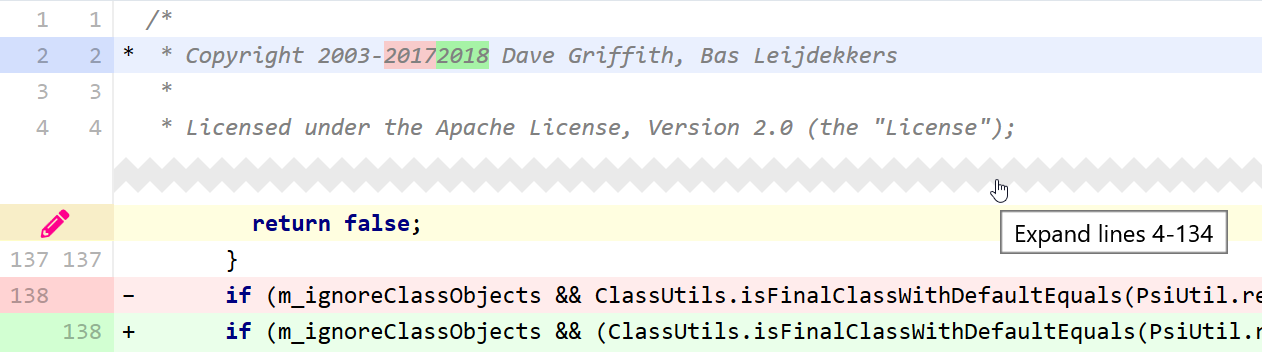 1 1 /*
2 2 * * Copyright 2003-20172018 Dave Griffith, Bas Leijdekkers
3 3 *
4 4 * Licensed under the Apache License, Version 2.0 (the "License");
return false;
Expand lines 4-134
137 137 }
138 - if (m_ignoreClassObjects && ClassUtils.isFinalClassWithDefaultEquals(PsiUtil.re
138 + if (m_ignoreClassObjects && (ClassUtils.isFinalClassWithDefaultEquals(PsiUtil.r